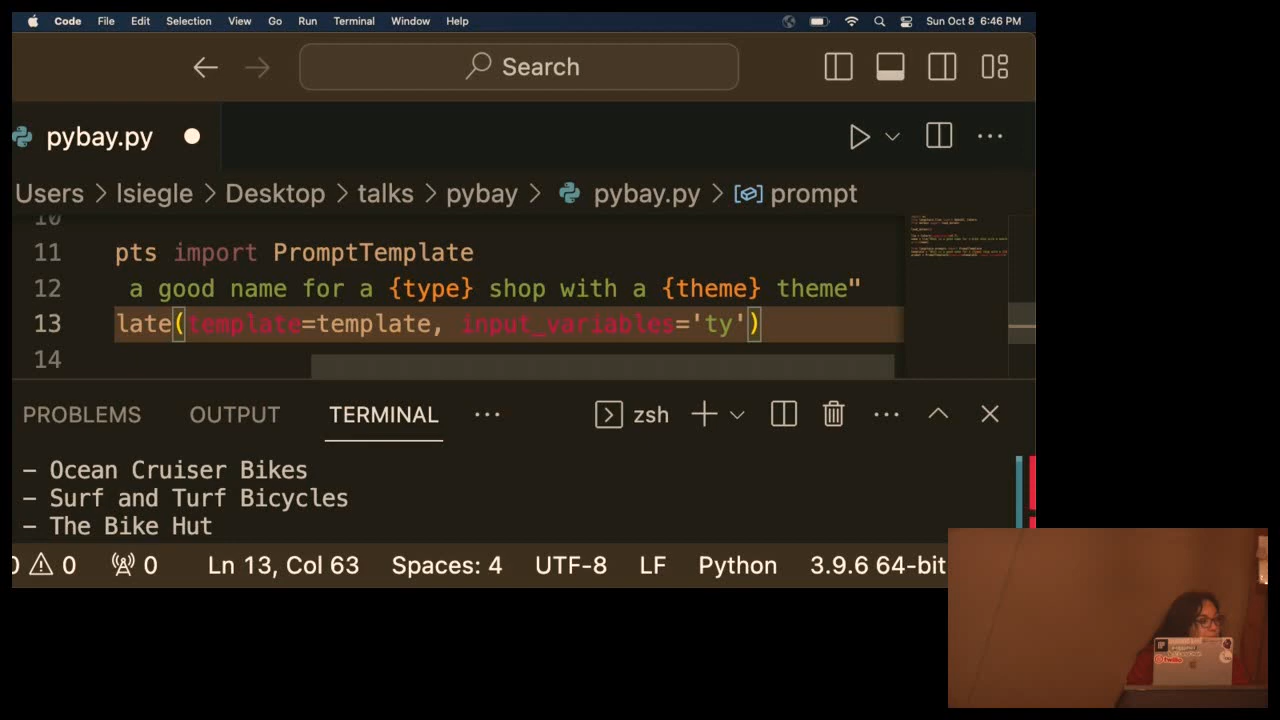 Code File Edit Selection View Go Run Terminal Window Help Sun Oct 8 6:46 PM
Search
pybay.py
Users > lsiegle > Desktop > talks > pybay > pybay.py > prompt
10
11 pts import PromptTemplate
12 a good name for a {type} shop with a {theme} theme"
13 late(template=template, input_variables='ty')
14
PROBLEMS OUTPUT TERMINAL ... zsh
- Ocean Cruiser Bikes
- Surf and Turf Bicycles
- The Bike Hut
0 0 0 Ln 13, Col 63 Spaces: 4 UTF-8 LF Python 3.9.6 64-bit